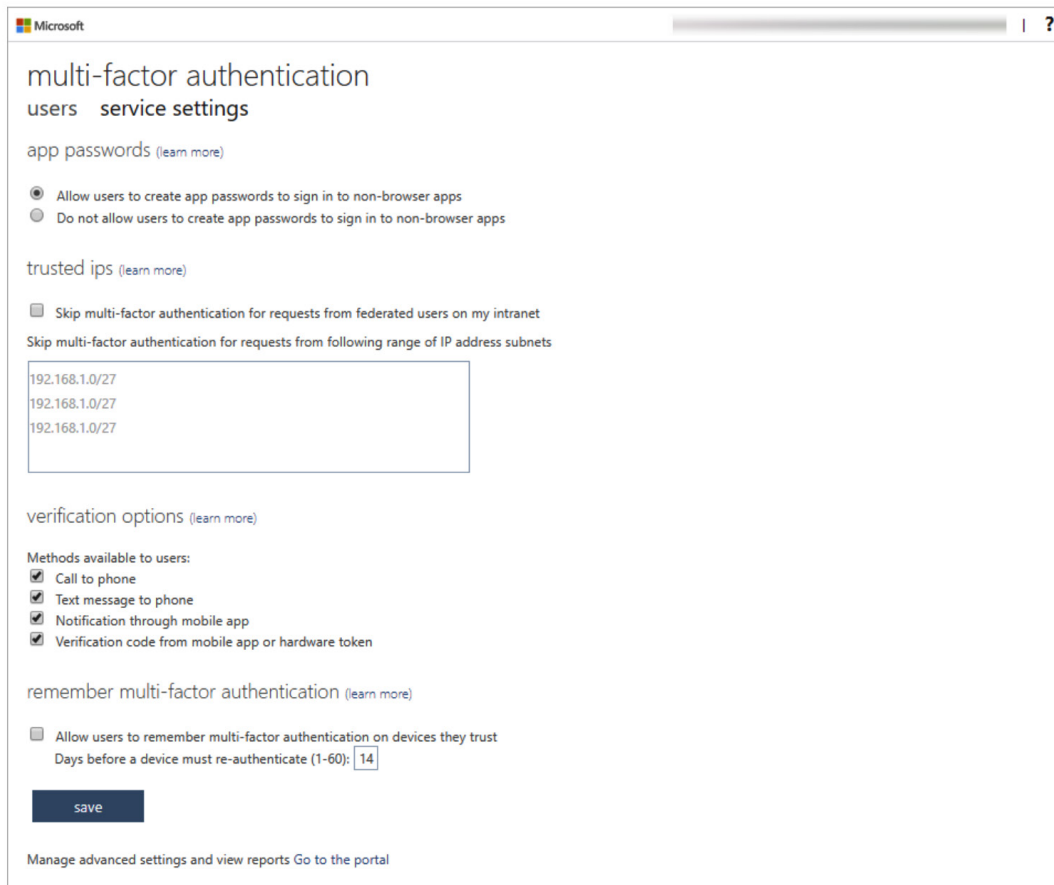 Microsoft | ?
multi-factor authentication
users service settings
app passwords (learn more)
Allow users to create app passwords to sign in to non-browser apps
Do not allow users to create app passwords to sign in to non-browser apps
trusted ips (learn more)
Skip multi-factor authentication for requests from federated users on my intranet
Skip multi-factor authentication for requests from following range of IP address subnets
192.168.1.0/27
192.168.1.0/27
192.168.1.0/27
verification options (learn more)
Methods available to users:
Call to phone
Text message to phone
Notification through mobile app
Verification code from mobile app or hardware token
remember multi-factor authentication (learn more)
Allow users to remember multi-factor authentication on devices they trust
Days before a device must re-authenticate (1-60): 14
save
Manage advanced settings and view reports Go to the portal